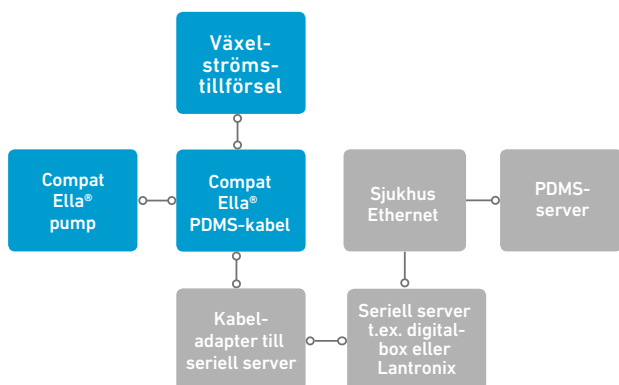 Växel-
ströms-
tillförsel
Compat
Ella®
pump
Compat
Ella®
PDMS-kabel
Sjukhus
Ethernet
PDMS-
server
Kabel-
adapter till
seriell server
Seriell server
t.ex. digital-
box eller
Lantronix